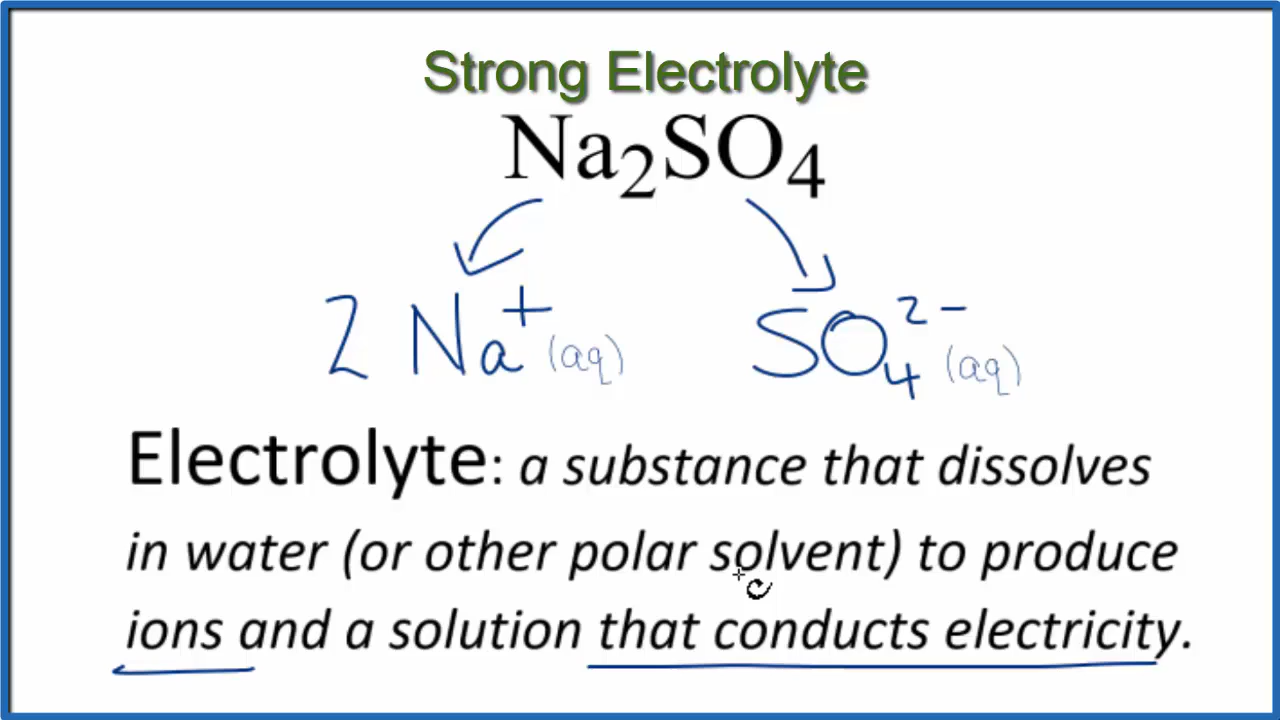 Strong Electrolyte
Na₂SO₄
2 Na⁺(aq) SO₄²⁻(aq)
Electrolyte: a substance that dissolves
in water (or other polar solvent) to produce
ions and a solution that conducts electricity.